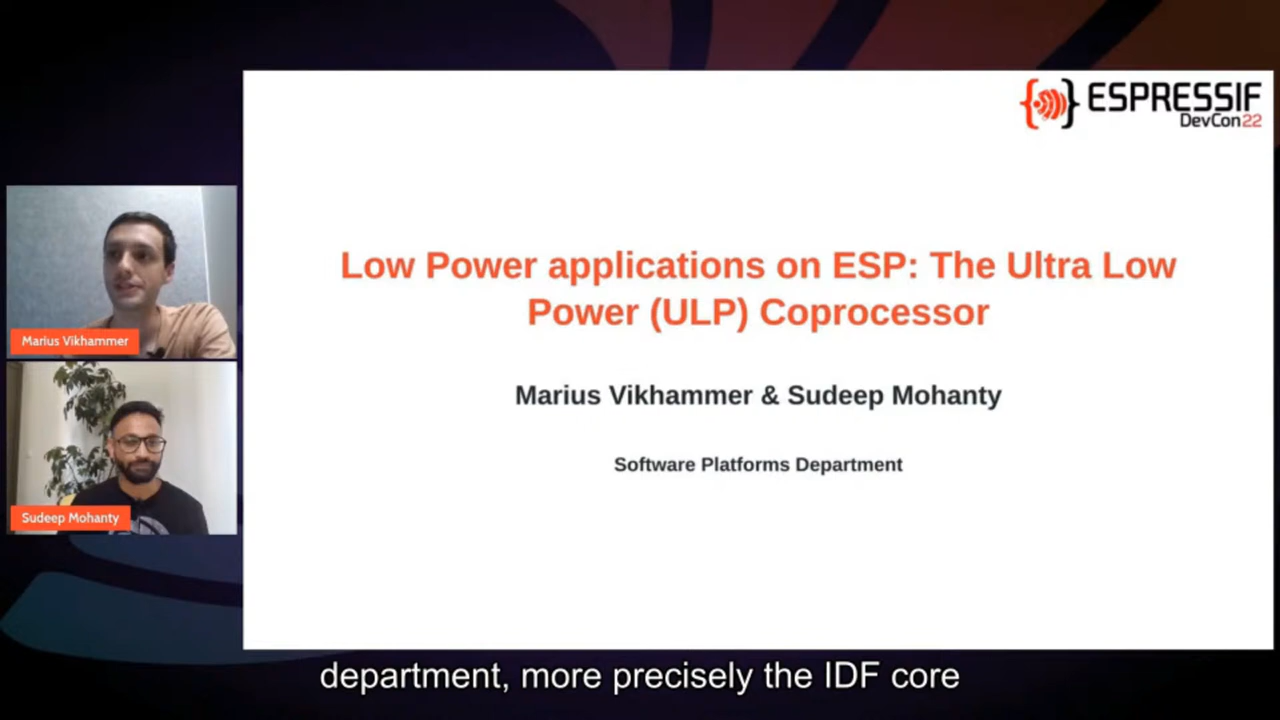 ESPRESSIF
DevCon22
Low Power applications on ESP: The Ultra Low
Power (ULP) Coprocessor
Marius Vikhammer & Sudeep Mohanty
Software Platforms Department
Marius Vikhammer
Sudeep Mohanty
department, more precisely the IDF core